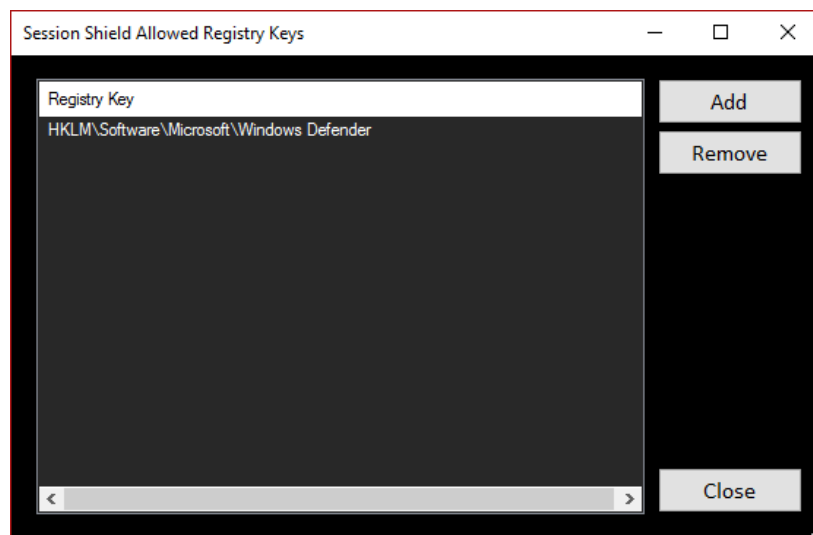 Session Shield Allowed Registry Keys
Registry Key
HKLM\Software\Microsoft\Windows Defender
Add
Remove
Close